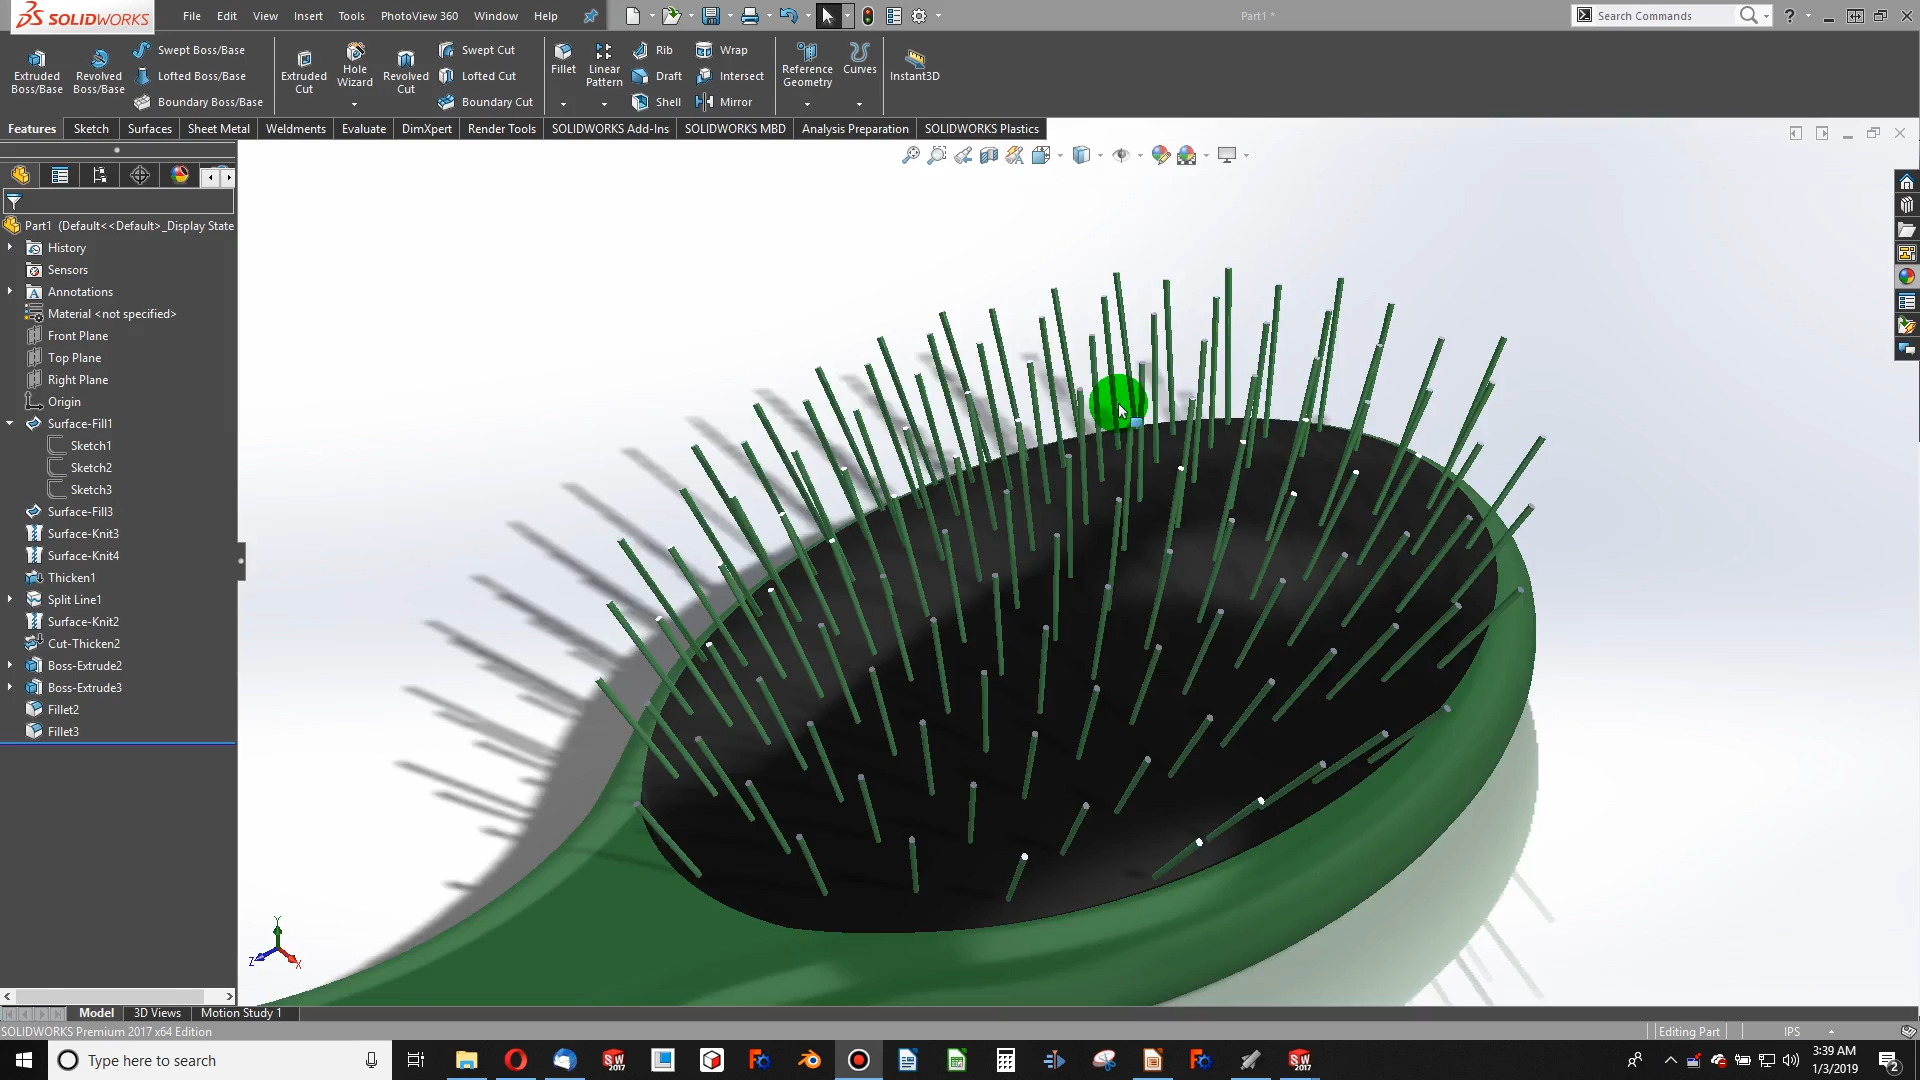 SOLIDWORKS
File Edit View Insert Tools PhotoView 360 Window Help
Part1 *
Search Commands
Extruded Boss/Base
Revolved Boss/Base
Swept Boss/Base
Lofted Boss/Base
Boundary Boss/Base
Extruded Cut
Hole Wizard
Revolved Cut
Swept Cut
Lofted Cut
Boundary Cut
Fillet
Linear Pattern
Rib
Draft
Shell
Wrap
Intersect
Mirror
Reference Geometry
Curves
Instant3D
Features Sketch Surfaces Sheet Metal Weldments Evaluate DimXpert Render Tools SOLIDWORKS Add-Ins SOLIDWORKS MBD Analysis Preparation SOLIDWORKS Plastics
Part1 (Default<<Default>_Display State
History
Sensors
Annotations
Material <not specified>
Front Plane
Top Plane
Right Plane
Origin
Surface-Fill1
Sketch1
Sketch2
Sketch3
Surface-Fill3
Surface-Knit3
Surface-Knit4
Thicken1
Split Line1
Surface-Knit2
Cut-Thicken2
Boss-Extrude2
Boss-Extrude3
Fillet2
Fillet3
Y
Z
X
Model 3D Views Motion Study 1
SOLIDWORKS Premium 2017 x64 Edition
Editing Part
IPS
Type here to search
SW 2017
SW 2017
3:39 AM
1/3/2019
2